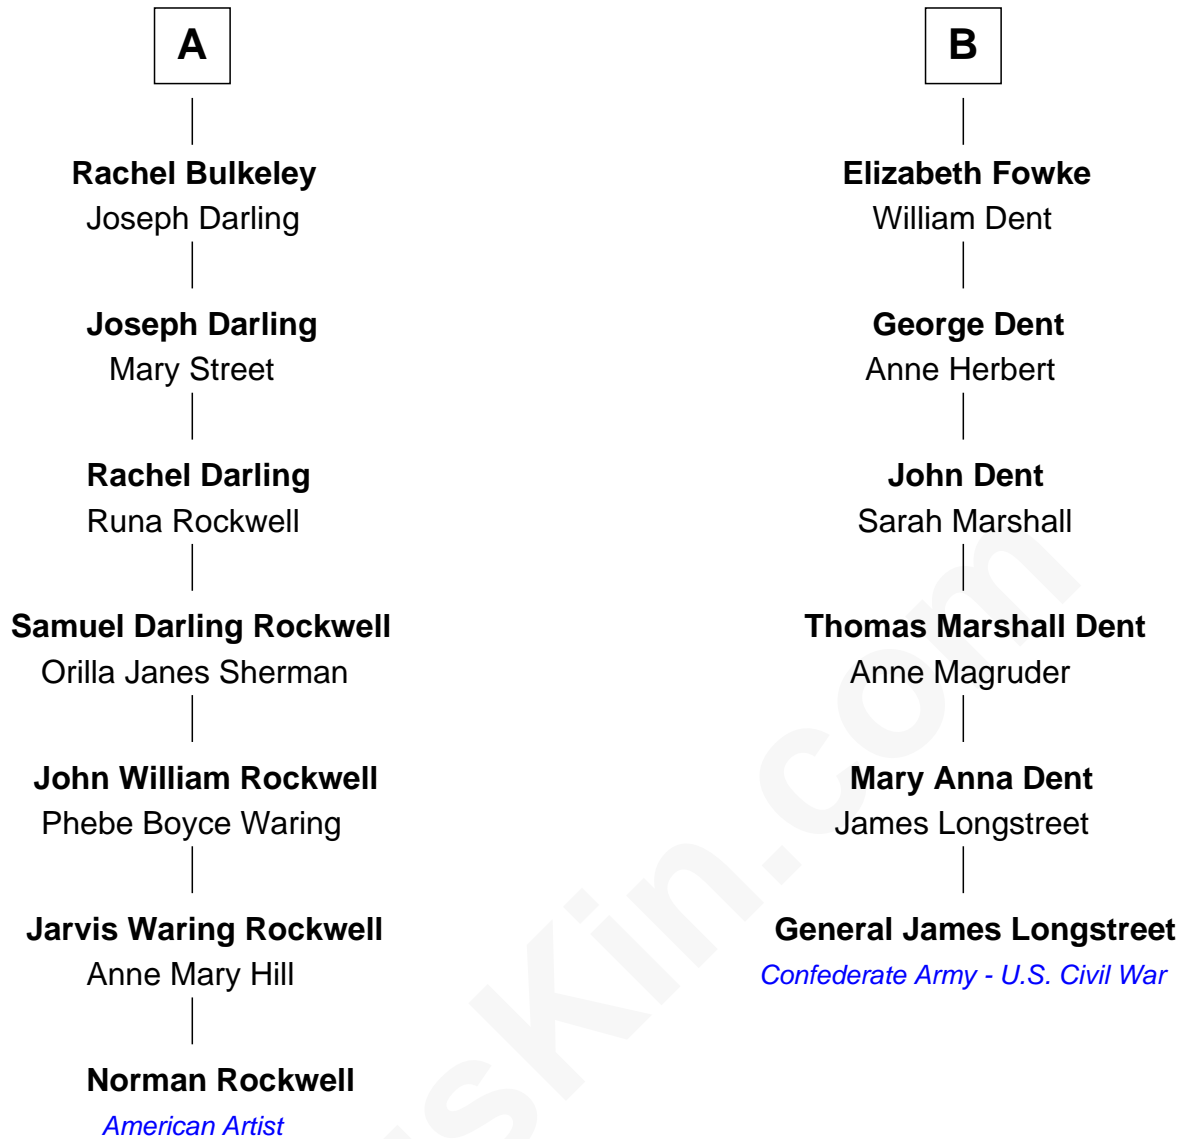 A
Rachel Bulkeley
Joseph Darling
Joseph Darling
Mary Street
Rachel Darling
Runa Rockwell
Samuel Darling Rockwell
Orilla Janes Sherman
John William Rockwell
Phebe Boyce Waring
Jarvis Waring Rockwell
Anne Mary Hill
Norman Rockwell
American Artist
B
Elizabeth Fowke
William Dent
George Dent
Anne Herbert
John Dent
Sarah Marshall
Thomas Marshall Dent
Anne Magruder
Mary Anna Dent
James Longstreet
General James Longstreet
Confederate Army - U.S. Civil War